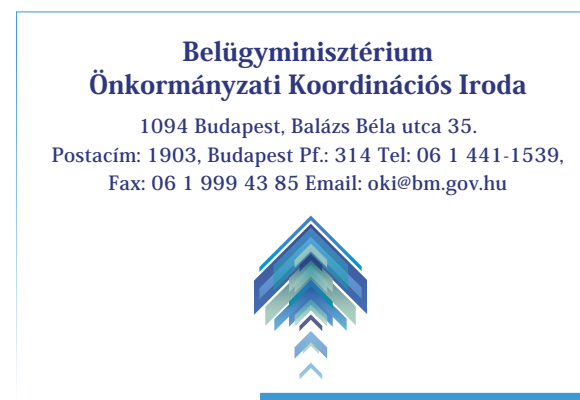 Belügyminisztérium
Önkormányzati Koordinációs Iroda
1094 Budapest, Balázs Béla utca 35.
Postacím: 1903, Budapest Pf.: 314 Tel: 06 1 441-1539,
Fax: 06 1 999 43 85 Email: oki@bm.gov.hu